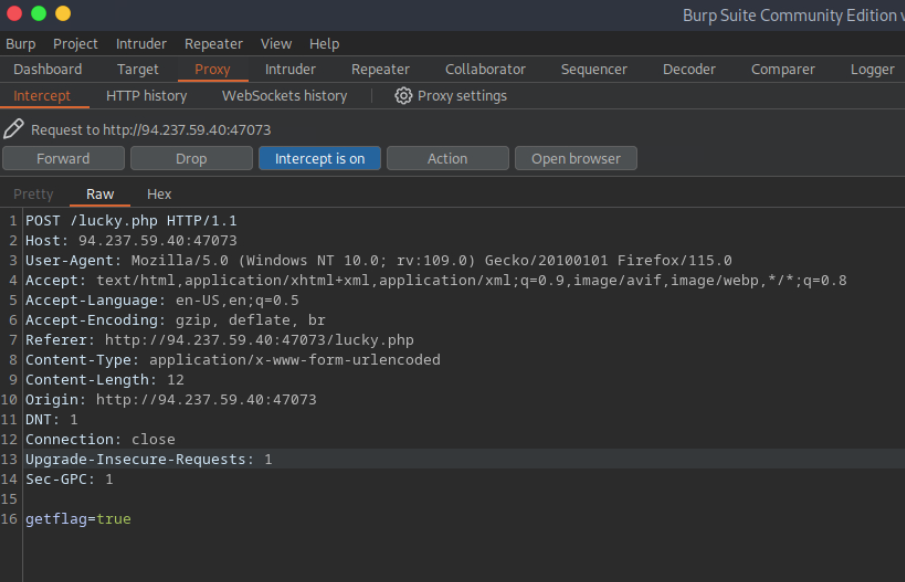 Burp Suite Community Edition
Burp Project Intruder Repeater View Help
Dashboard Target Proxy Intruder Repeater Collaborator Sequencer Decoder Comparer Logger
Intercept HTTP history WebSockets history Proxy settings
Request to http://94.237.59.40:47073
Forward Drop Intercept is on Action Open browser
Pretty Raw Hex
1 POST /lucky.php HTTP/1.1
2 Host: 94.237.59.40:47073
3 User-Agent: Mozilla/5.0 (Windows NT 10.0; rv:109.0) Gecko/20100101 Firefox/115.0
4 Accept: text/html,application/xhtml+xml,application/xml;q=0.9,image/avif,image/webp,*/*;q=0.8
5 Accept-Language: en-US,en;q=0.5
6 Accept-Encoding: gzip, deflate, br
7 Referer: http://94.237.59.40:47073/lucky.php
8 Content-Type: application/x-www-form-urlencoded
9 Content-Length: 12
10 Origin: http://94.237.59.40:47073
11 DNT: 1
12 Connection: close
13 Upgrade-Insecure-Requests: 1
14 Sec-GPC: 1
15
16 getflag=true